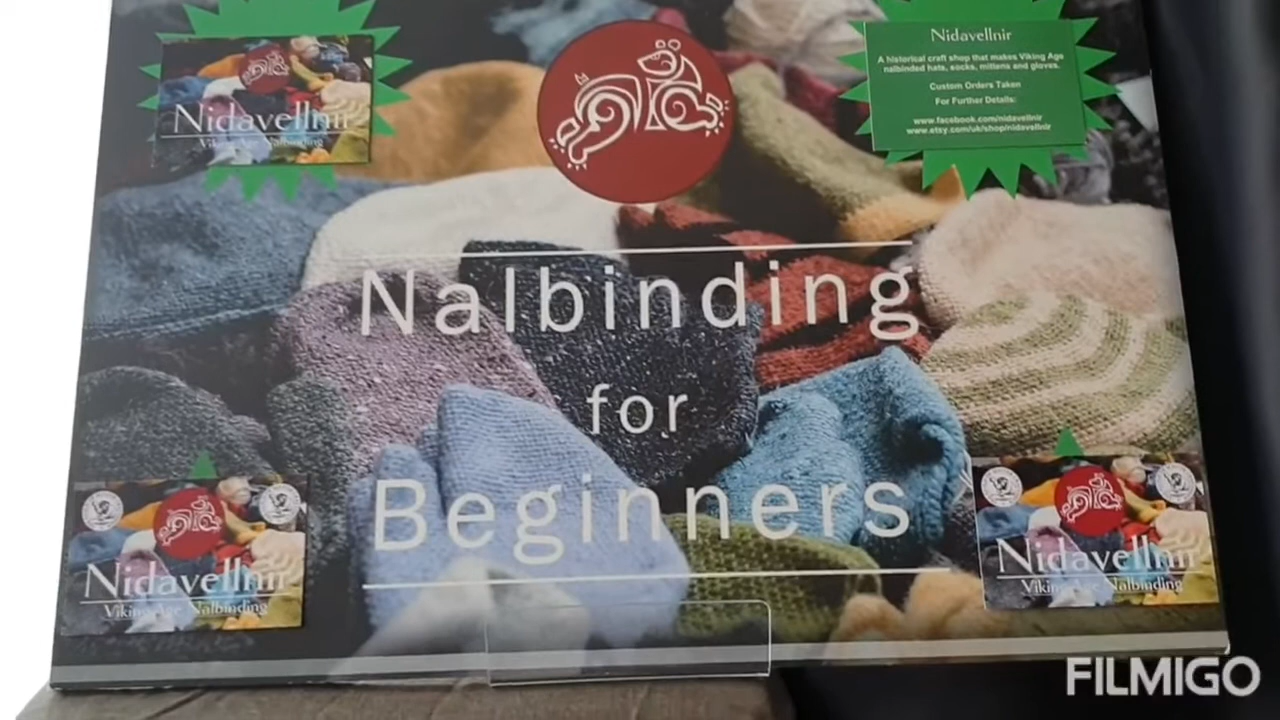 Nidavellnir
Viking Age Nalbinding
Nidavellnir
A historical craft shop that makes Viking Age
nalbinded hats, socks, mittens and gloves.
Custom Orders Taken
For Further Details:
www.facebook.com/nidavellnir
www.etsy.com/uk/shop/nidavellnir
Nalbinding
for
Beginners
Nidavellnir
Viking Age Nalbinding
Nidavellnir
Viking Age Nalbinding
FILMIGO